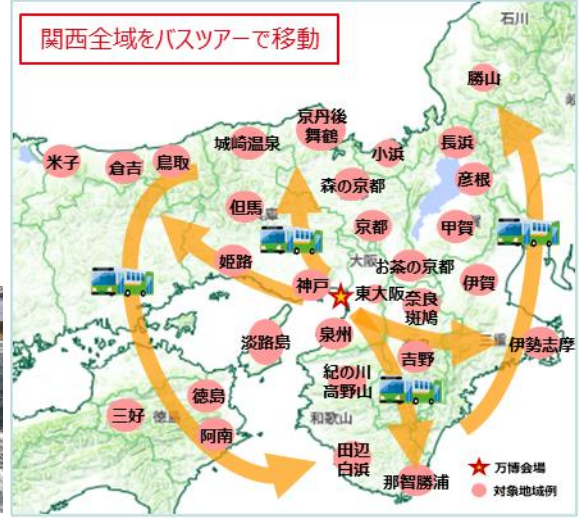 関西全域をバスツアーで移動
石川
勝山
京丹後
舞鶴
城崎温泉
小浜
長浜
米子
倉吉
鳥取
森の京都
彦根
但馬
京都
甲賀
姫路
お茶の京都
大阪
伊賀
神戸
東大阪
奈良
斑鳩
淡路島
泉州
三重
伊勢志摩
吉野
紀の川
高野山
徳島
三好
徳島
和歌山
阿南
田辺
白浜
那智勝浦
万博会場
対象地域例